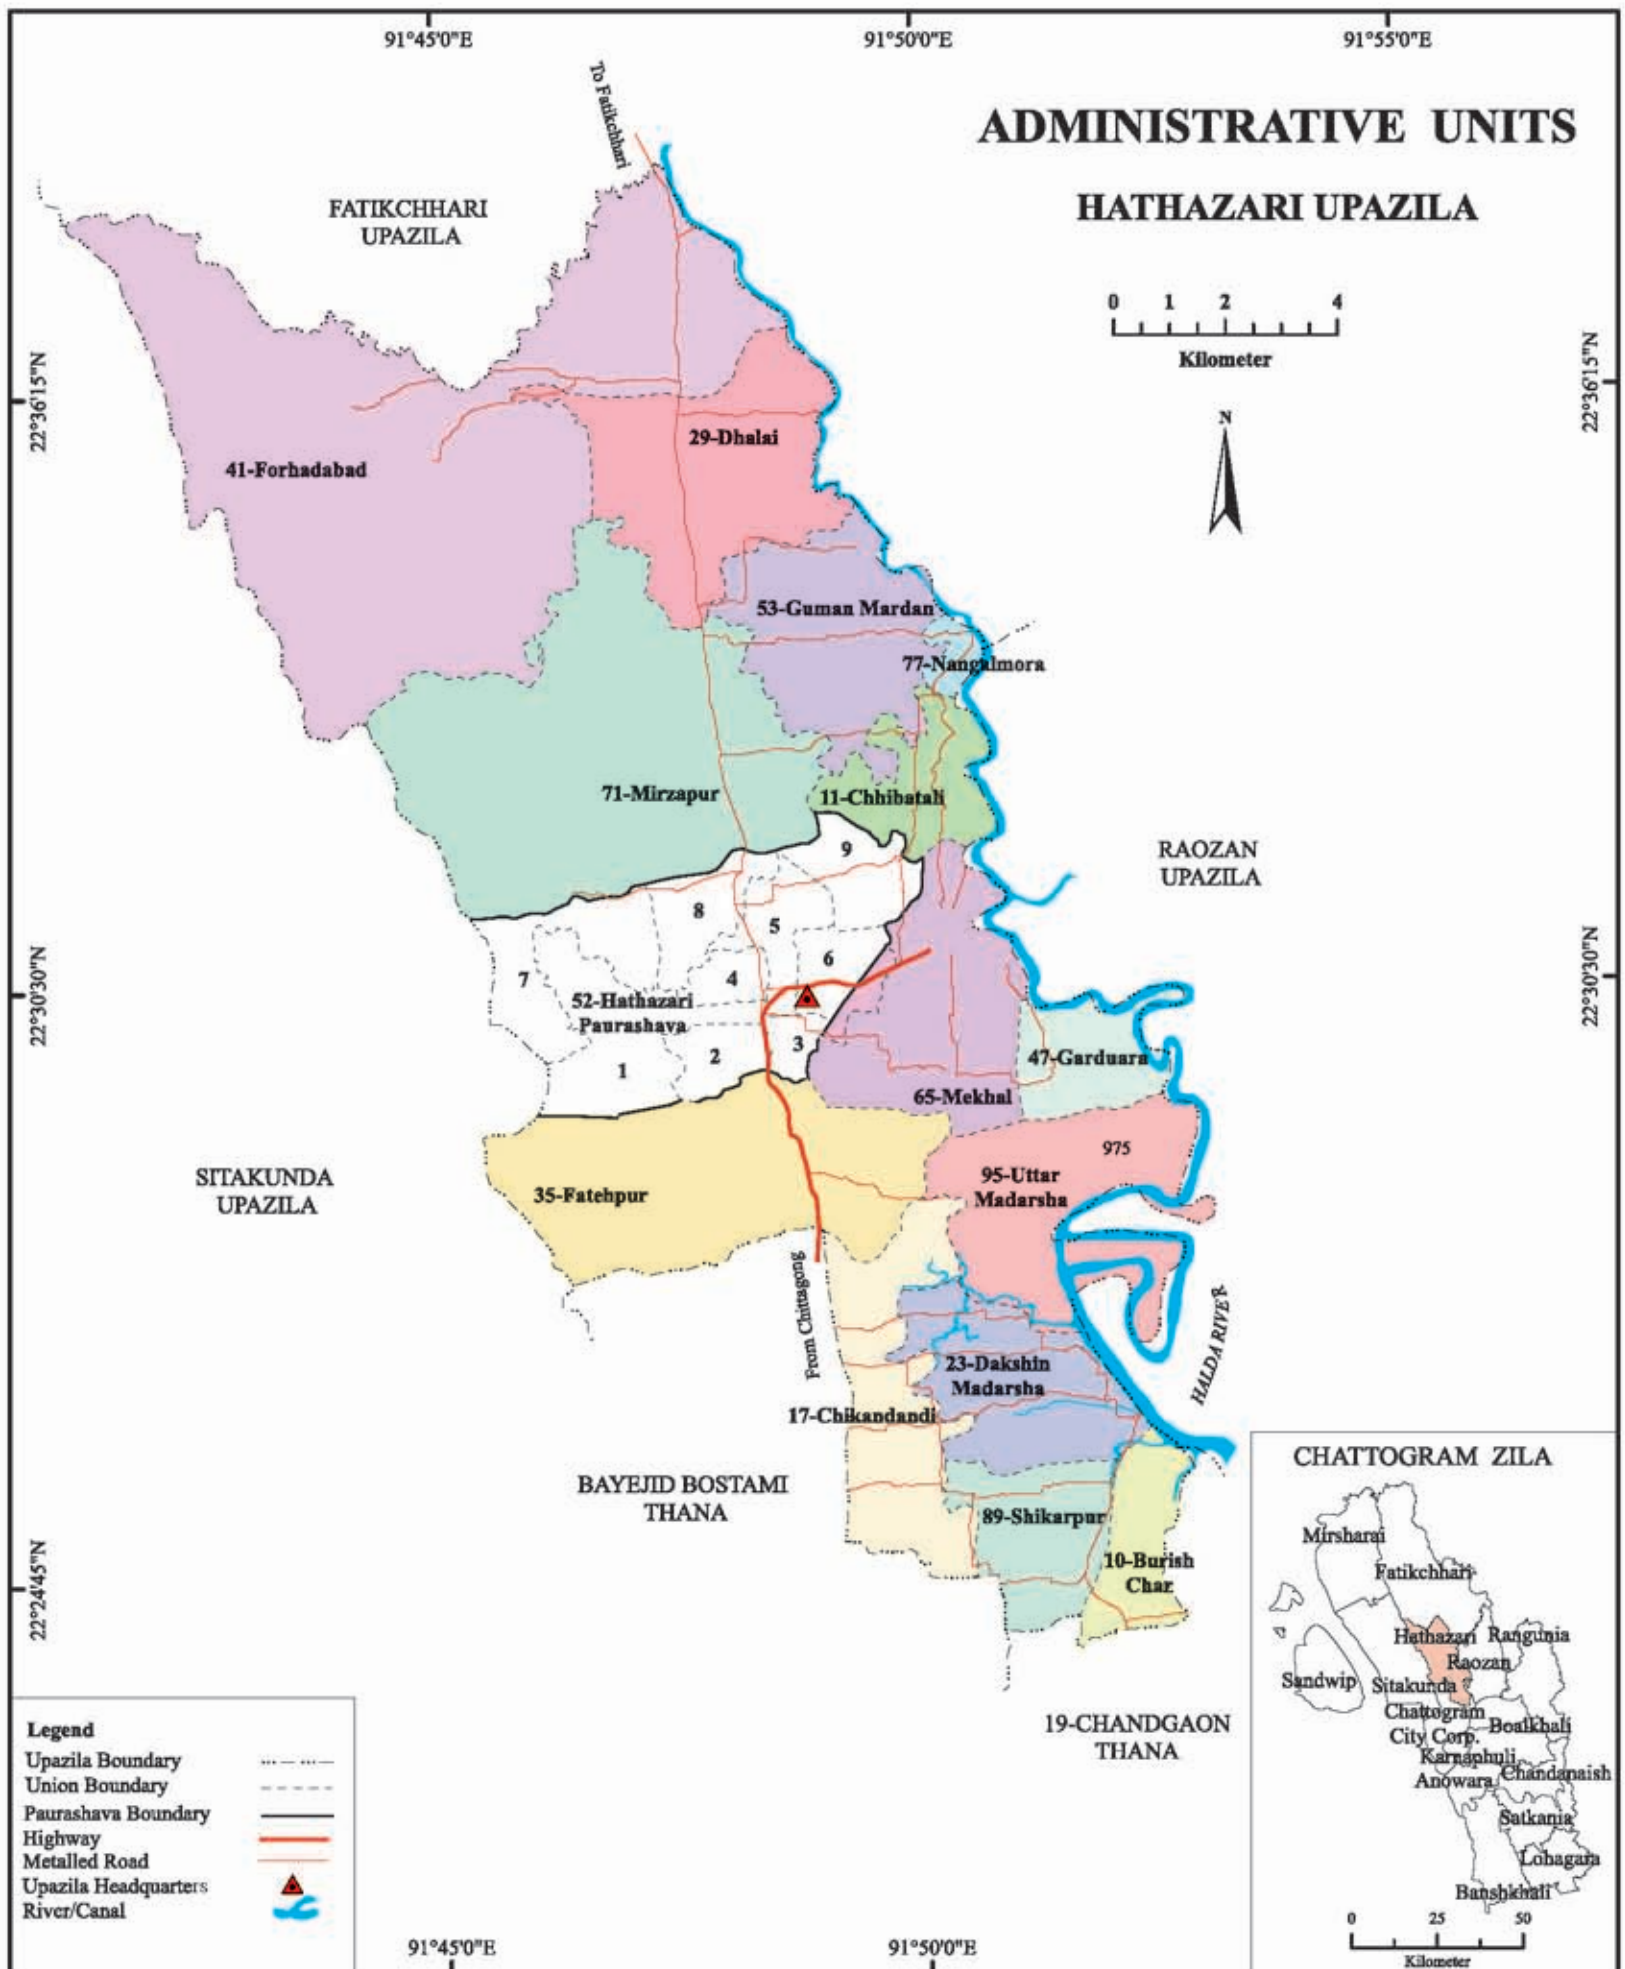 91°45'0"E
91°50'0"E
91°55'0"E
To Fatikchhari
ADMINISTRATIVE UNITS
HATHAZARI UPAZILA
FATIKCHHARI
UPAZILA
0 1 2 4
Kilometer
22°36'15"N
22°36'15"N
N
29-Dhalai
41-Forhadabad
53-Guman Mardan
77-Nangalmora
71-Mirzapur
11-Chhibatali
RAOZAN
UPAZILA
9
8
5
6
7
4
52-Hathazari
Paurashava
3
2
1
22°30'30"N
22°30'30"N
47-Garduara
65-Mekhal
975
95-Uttar
Madarsha
SITAKUNDA
UPAZILA
35-Fatehpur
From Chittagong
HALDA RIVER
23-Dakshin
Madarsha
17-Chikandandi
BAYEJID BOSTAMI
THANA
89-Shikarpur
10-Burish
Char
22°24'45"N
19-CHANDGAON
THANA
CHATTOGRAM ZILA
Mirsharai
Fatikchhari
Hathazari
Rangunia
Raozan
Sandwip
Sitakunda
Chattogram
City Corp.
Boalkhali
Karnaphuli
Anowara
Chandanaish
Satkania
Lohagara
Banshkhali
0 25 50
Kilometer
Legend
Upazila Boundary
Union Boundary
Paurashava Boundary
Highway
Metalled Road
Upazila Headquarters
River/Canal
91°45'0"E
91°50'0"E